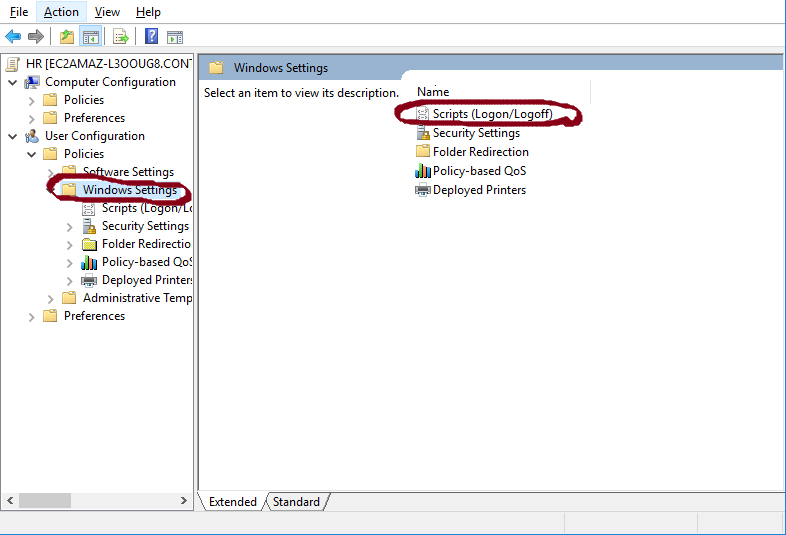 File Action View Help
HR [EC2AMAZ-L3OOUG8.CONT
Computer Configuration
Policies
Preferences
User Configuration
Policies
Software Settings
Windows Settings
Scripts (Logon/Lo
Security Settings
Folder Redirectio
Policy-based QoS
Deployed Printers
Administrative Temp
Preferences
Windows Settings
Select an item to view its description.
Name
Scripts (Logon/Logoff)
Security Settings
Folder Redirection
Policy-based QoS
Deployed Printers
Extended Standard